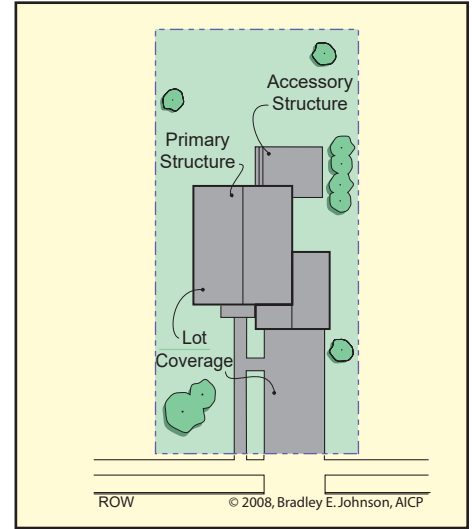 Accessory
Structure
Primary
Structure
Lot
Coverage
ROW
© 2008, Bradley E. Johnson, AICP